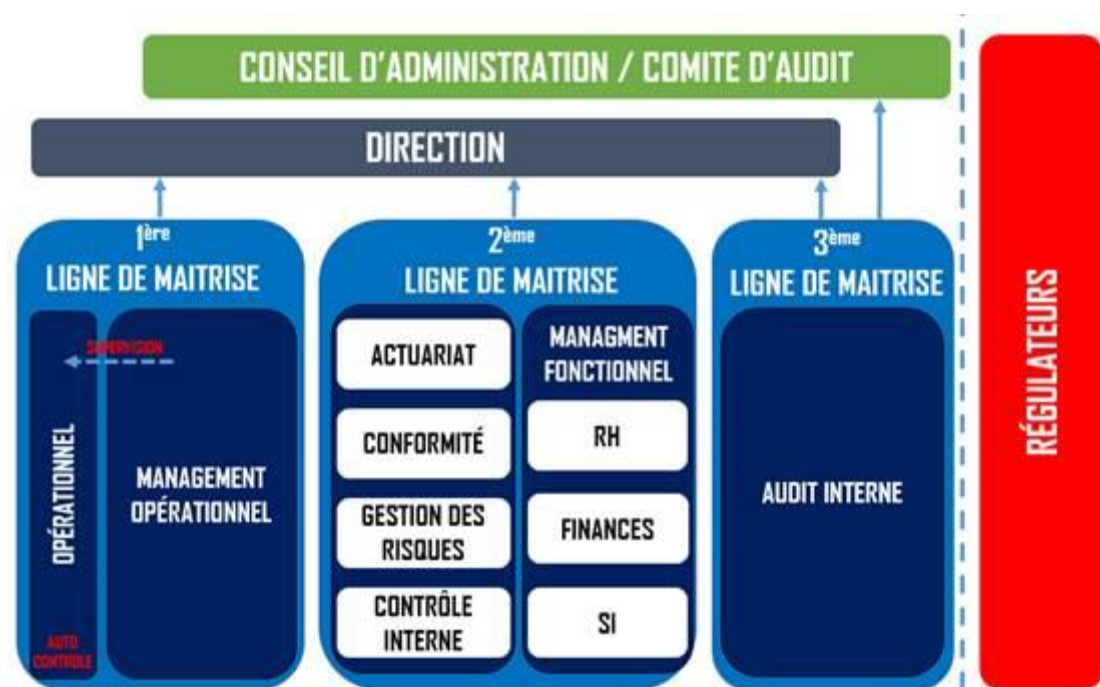 CONSEIL D'ADMINISTRATION / COMITE D'AUDIT
DIRECTION
1ère
LIGNE DE MAITRISE
SUPERVISION
OPÉRATIONNEL
AUTO
CONTROLE
MANAGEMENT
OPÉRATIONNEL
2ème
LIGNE DE MAITRISE
ACTUARIAT
CONFORMITÉ
GESTION DES
RISQUES
CONTRÔLE
INTERNE
MANAGMENT
FONCTIONNEL
RH
FINANCES
SI
3ème
LIGNE DE MAITRISE
AUDIT INTERNE
RÉGULATEURS